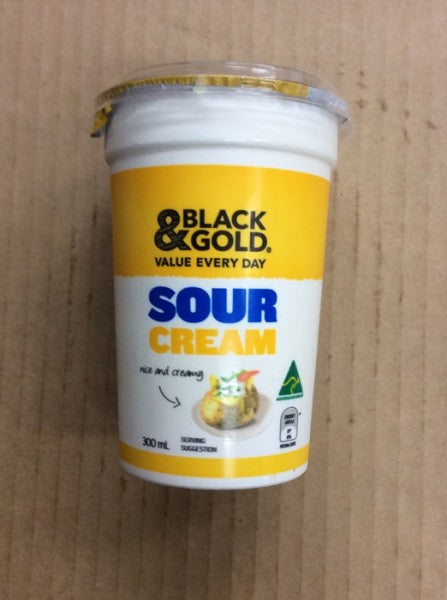 &BLACK
GOLD®
VALUE EVERY DAY
SOUR
CREAM
nice and creamy
300 mL
SERVING
SUGGESTION